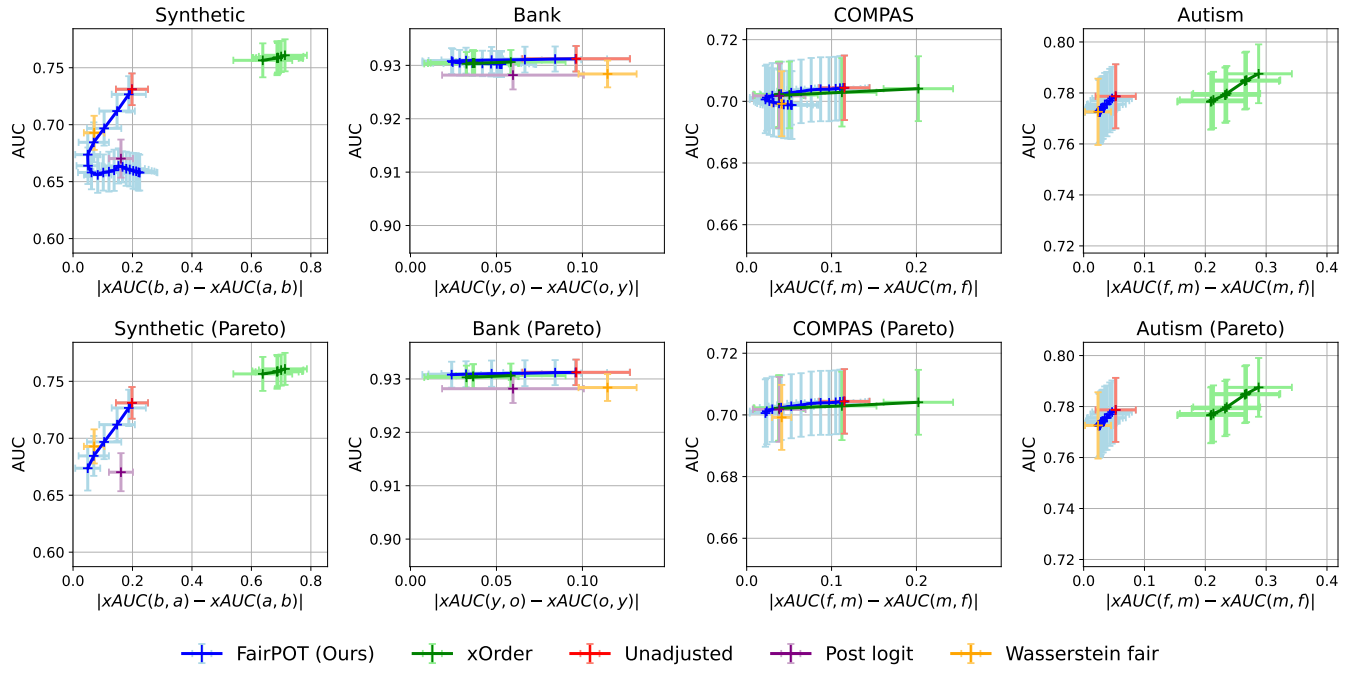 Synthetic
Bank
COMPAS
Autism
AUC
0.75
0.70
0.65
0.60
0.0 0.2 0.4 0.6 0.8
|xAUC(b, a) − xAUC(a, b)|
AUC
0.93
0.92
0.91
0.90
0.00 0.05 0.10
|xAUC(y, o) − xAUC(o, y)|
AUC
0.72
0.70
0.68
0.66
0.0 0.1 0.2
|xAUC(f, m) − xAUC(m, f)|
AUC
0.80
0.78
0.76
0.74
0.72
0.0 0.1 0.2 0.3 0.4
|xAUC(f, m) − xAUC(m, f)|
Synthetic (Pareto)
Bank (Pareto)
COMPAS (Pareto)
Autism (Pareto)
AUC
0.75
0.70
0.65
0.60
0.0 0.2 0.4 0.6 0.8
|xAUC(b, a) − xAUC(a, b)|
AUC
0.93
0.92
0.91
0.90
0.00 0.05 0.10
|xAUC(y, o) − xAUC(o, y)|
AUC
0.72
0.70
0.68
0.66
0.0 0.1 0.2
|xAUC(f, m) − xAUC(m, f)|
AUC
0.80
0.78
0.76
0.74
0.72
0.0 0.1 0.2 0.3 0.4
|xAUC(f, m) − xAUC(m, f)|
FairPOT (Ours)
xOrder
Unadjusted
Post logit
Wasserstein fair